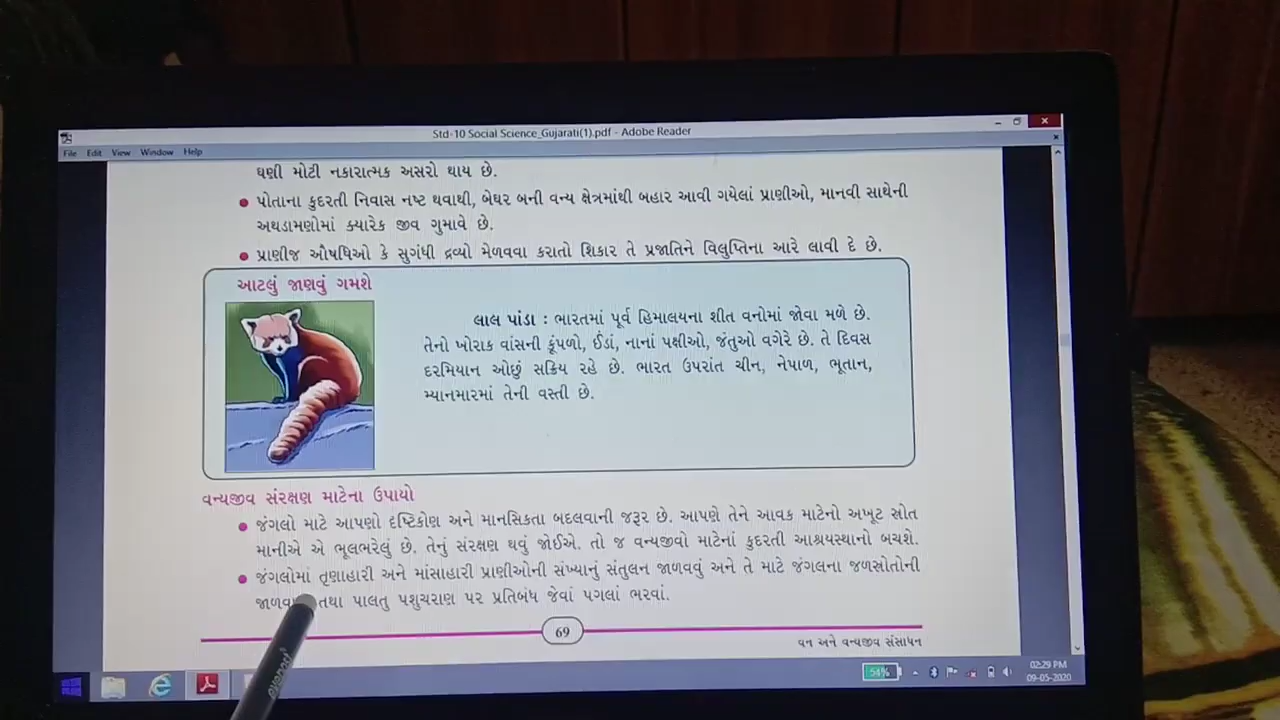 Std-10 Social Science_Gujarati(1).pdf - Adobe Reader
File Edit View Window Help
ઘણી મોટી નકારાત્મક અસરો થાય છે.
પોતાના કુદરતી નિવાસ નષ્ટ થવાથી, બેઘર બની વન્ય ક્ષેત્રમાંથી બહાર આવી ગયેલાં પ્રાણીઓ, માનવી સાથેની
અથડામણોમાં ક્યારેક જીવ ગુમાવે છે.
પ્રાણીજ ઔષધિઓ કે સુગંધી દ્રવ્યો મેળવવા કરાતો શિકાર તે પ્રજાતિને વિલુપ્તિના આરે લાવી દે છે.
આટલું જાણવું ગમશે
લાલ પાંડા : ભારતમાં પૂર્વ હિમાલયના શીત વનોમાં જોવા મળે છે.
તેનો ખોરાક વાંસની કૂંપળો, ઈંડાં, નાનાં પક્ષીઓ, જંતુઓ વગેરે છે. તે દિવસ
દરમિયાન ઓછું સક્રિય રહે છે. ભારત ઉપરાંત ચીન, નેપાળ, ભૂતાન,
મ્યાનમારમાં તેની વસ્તી છે.
વન્યજીવ સંરક્ષણ માટેના ઉપાયો
જંગલો માટે આપણો દૃષ્ટિકોણ અને માનસિકતા બદલવાની જરૂર છે. આપણે તેને આવક માટેનો અખૂટ સ્રોત
માનીએ એ ભૂલભરેલું છે. તેનું સંરક્ષણ થવું જોઈએ. તો જ વન્યજીવો માટેનાં કુદરતી આશ્રયસ્થાનો બચશે.
જંગલોમાં તૃણાહારી અને માંસાહારી પ્રાણીઓની સંખ્યાનું સંતુલન જાળવવું અને તે માટે જંગલના જળસ્રોતોની
તથા પાલતુ પશુચરાણ પર પ્રતિબંધ જેવાં પગલાં ભરવાં.
69
વન અને વન્યજીવ સંસાધન
54%
02:29 PM
09-05-2020